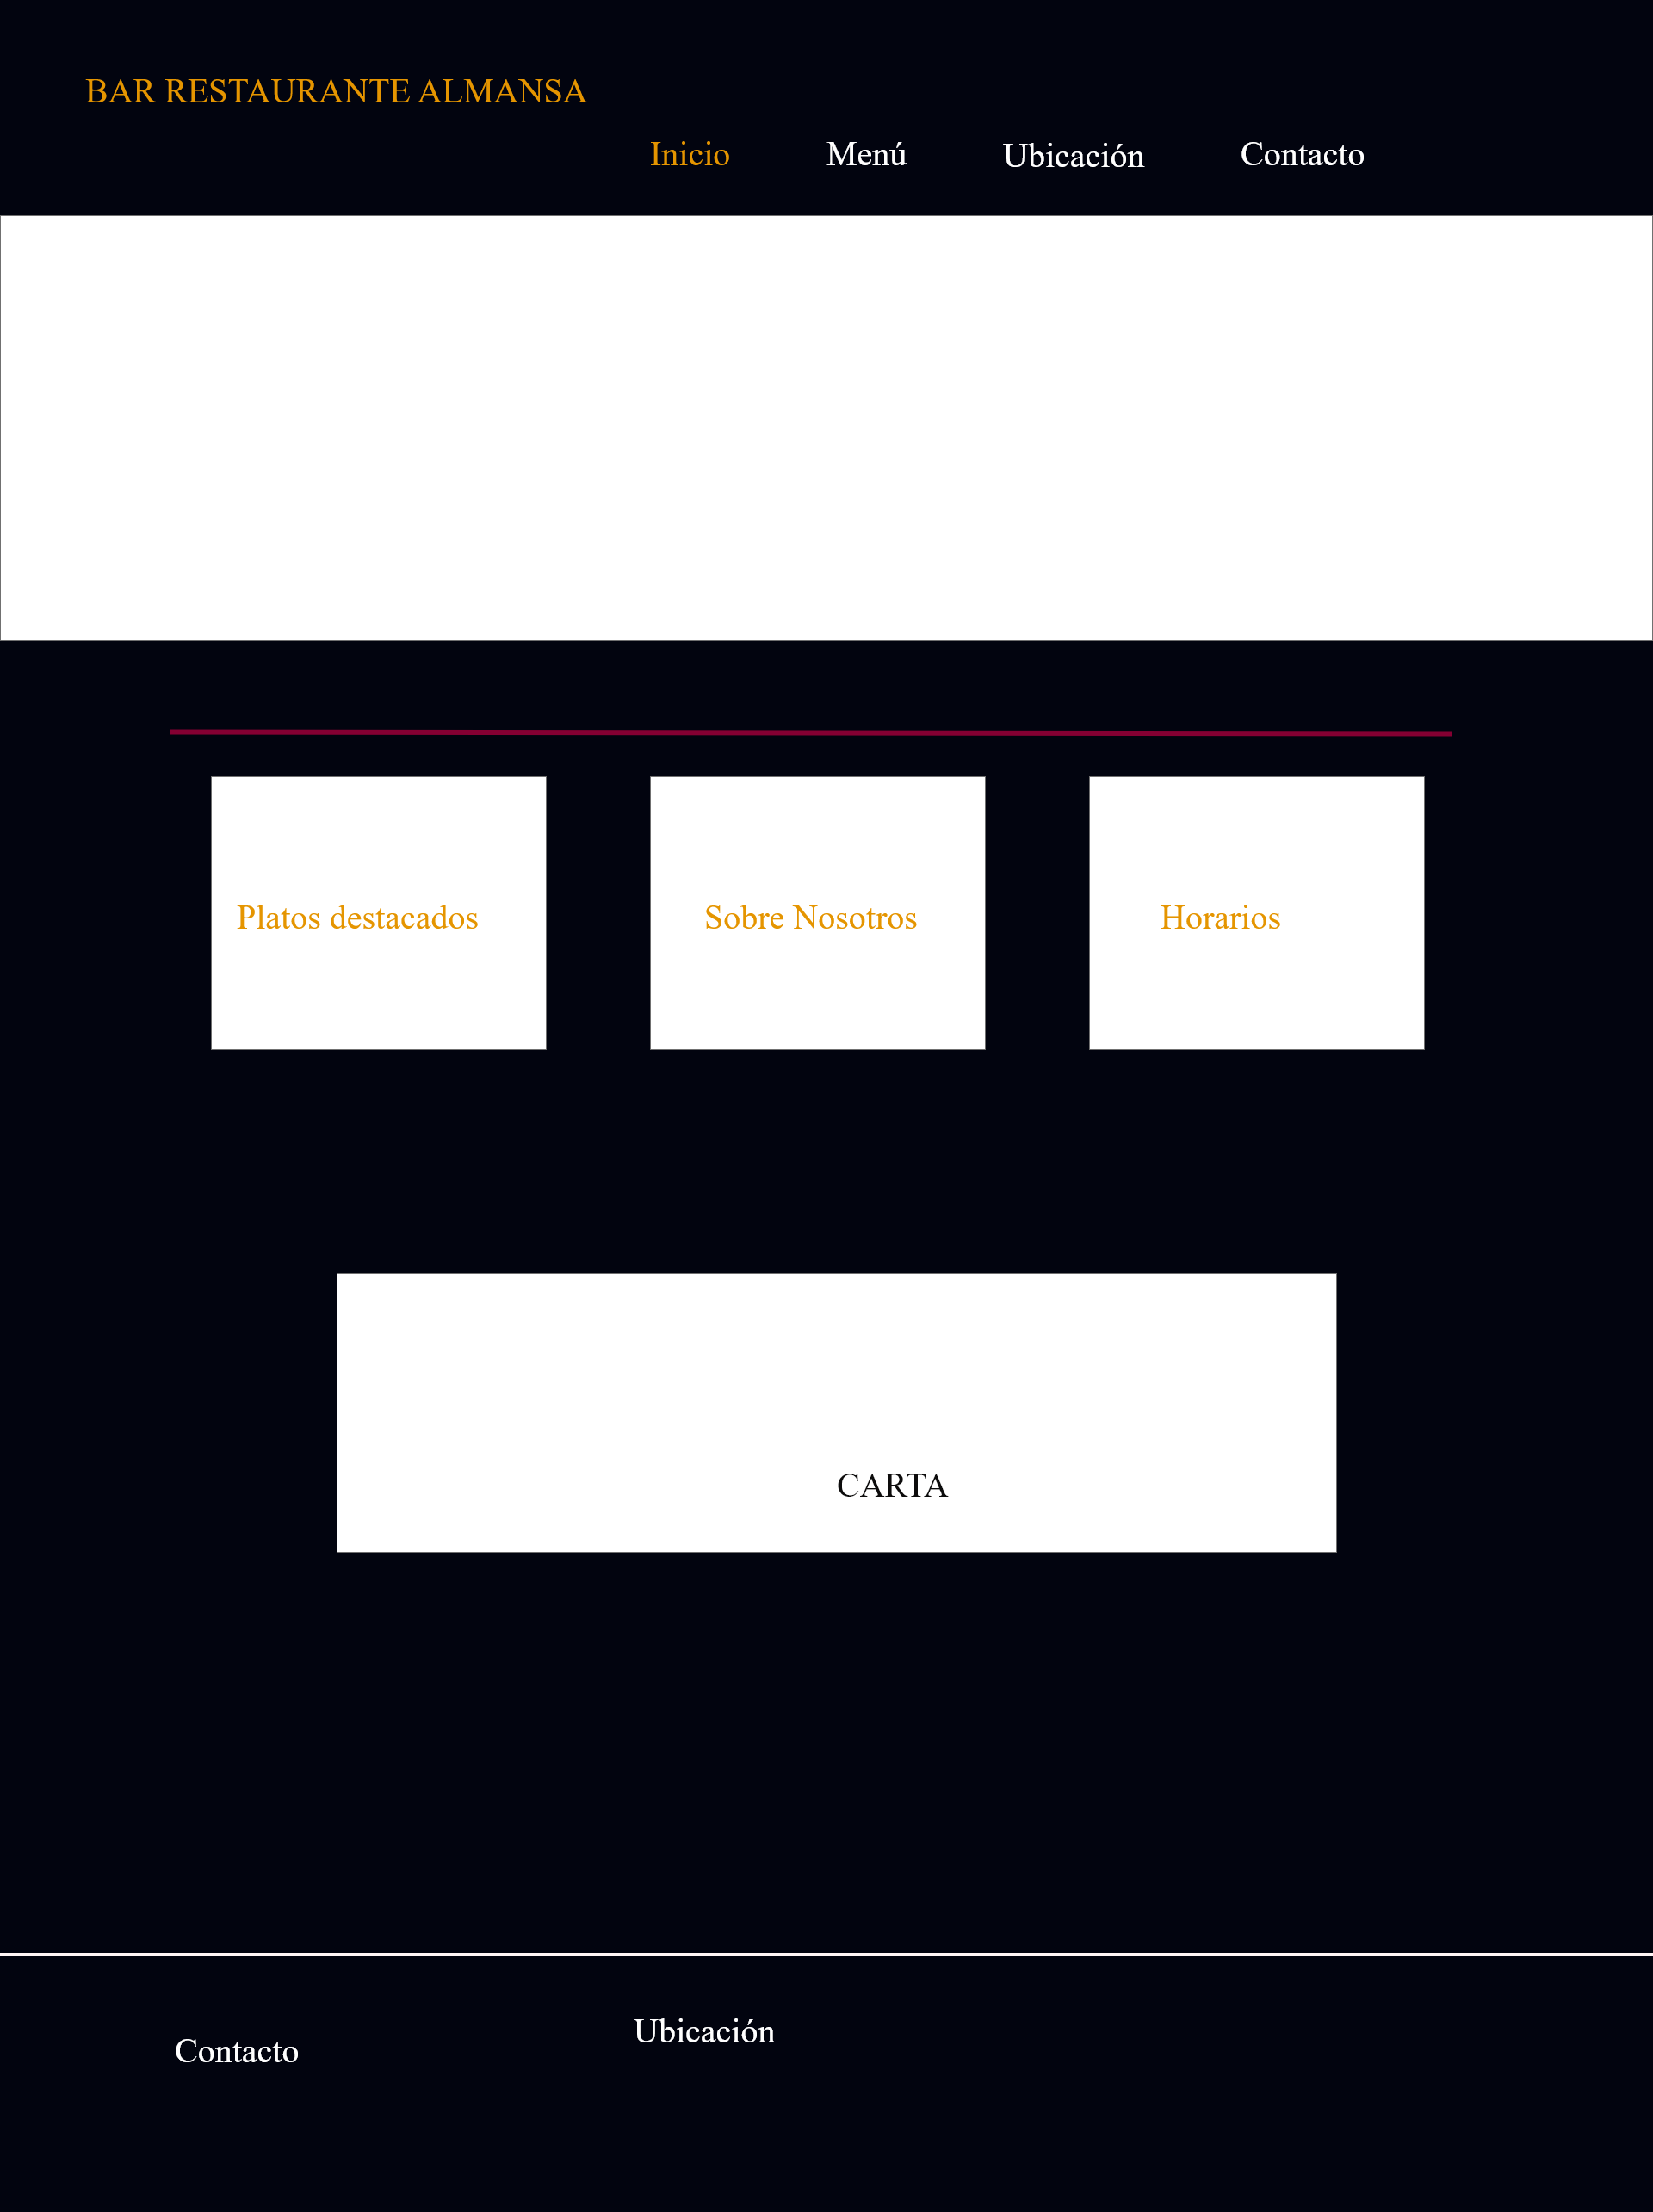 BAR RESTAURANTE ALMANSA
Inicio Menú Ubicación Contacto
Platos destacados
Sobre Nosotros
Horarios
CARTA
Contacto
Ubicación